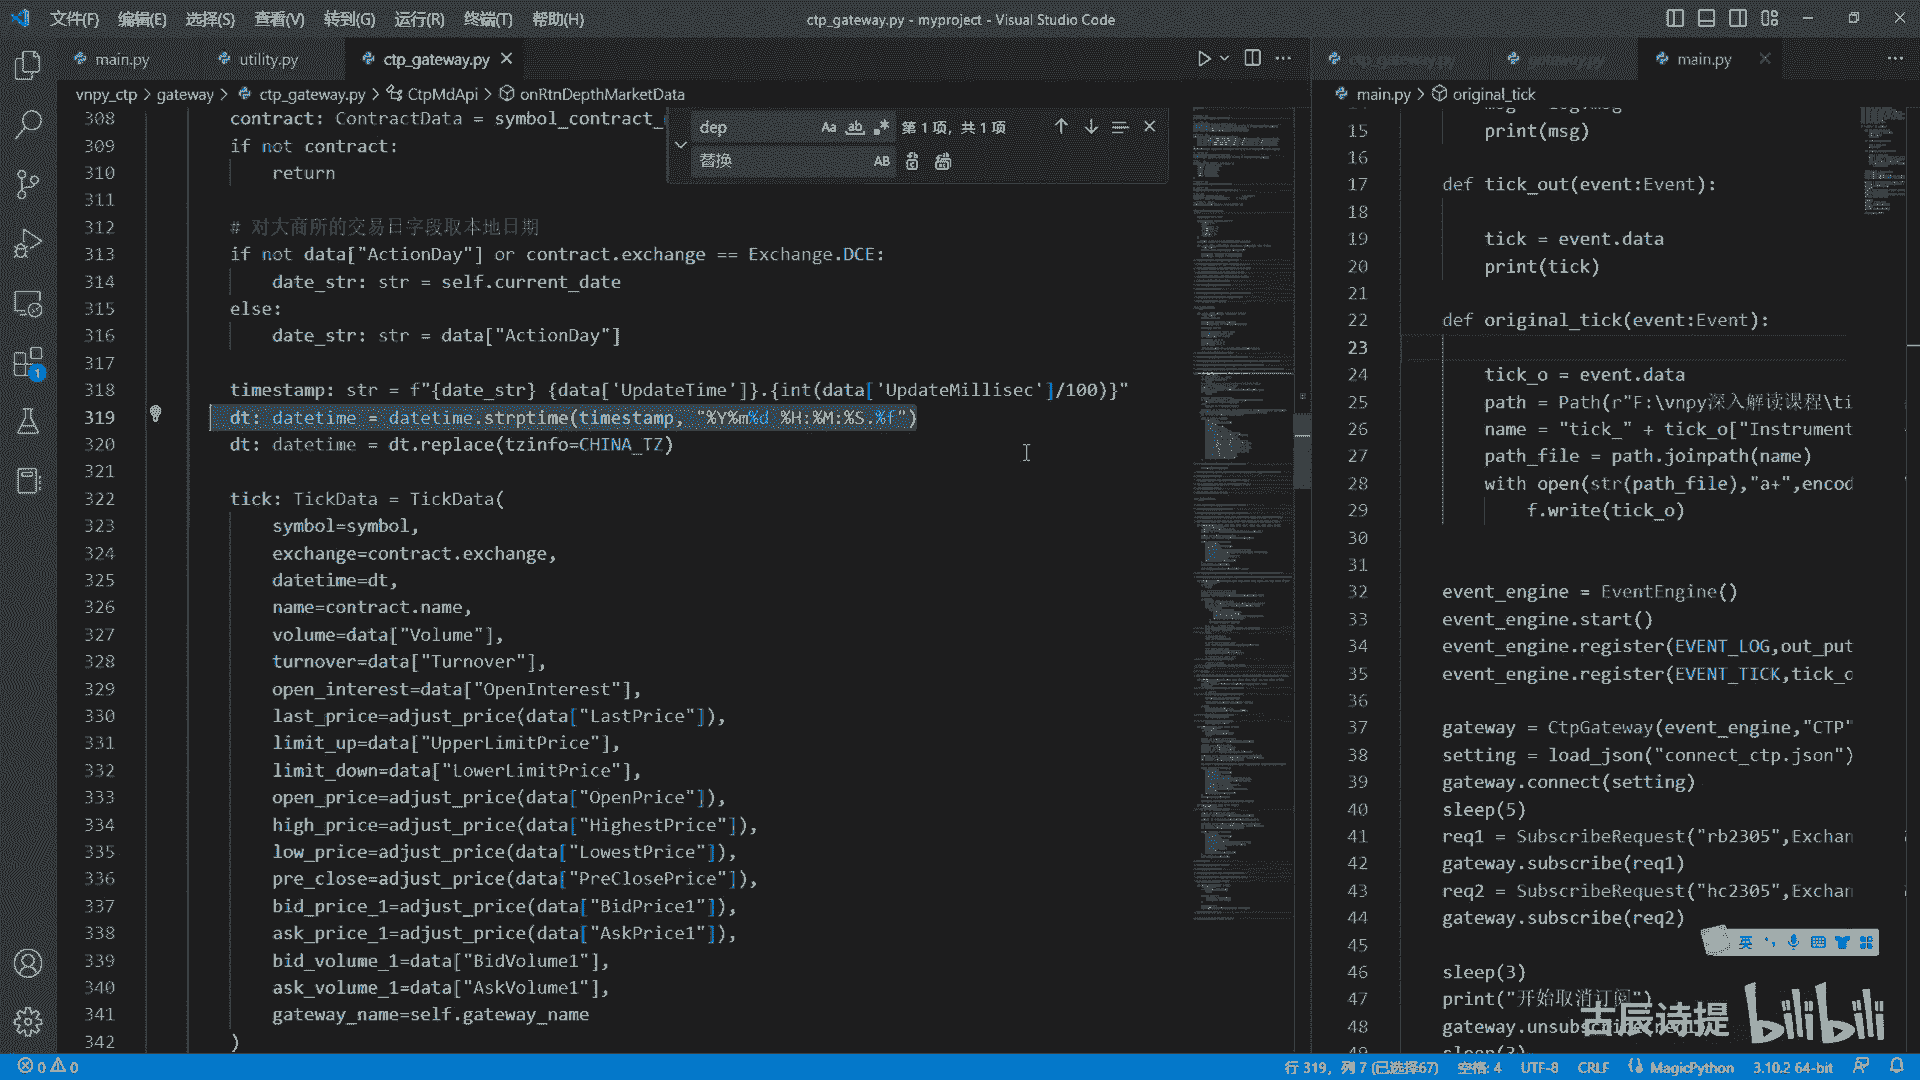 文件(F) 编辑(E) 选择(S) 查看(V) 转到(G) 运行(R) 终端(T) 帮助(H)
ctp_gateway.py - myproject - Visual Studio Code
main.py utility.py ctp_gateway.py
ctp_gateway.py gateway.py main.py
vnpy_ctp > gateway > ctp_gateway.py > CtpMdApi > onRtnDepthMarketData
main.py > original_tick
dep Aa ab 第 1 项，共 1 项
替换 AB
308 contract: ContractData = symbol_contract_
309 if not contract:
310 return
311
312 # 对大商所的交易日字段取本地日期
313 if not data["ActionDay"] or contract.exchange == Exchange.DCE:
314 date_str: str = self.current_date
315 else:
316 date_str: str = data["ActionDay"]
317
318 timestamp: str = f"{date_str} {data['UpdateTime']}.{int(data['UpdateMillisec']/100)}"
319 dt: datetime = datetime.strptime(timestamp, "%Y%m%d %H:%M:%S.%f")
320 dt: datetime = dt.replace(tzinfo=CHINA_TZ)
321
322 tick: TickData = TickData(
323 symbol=symbol,
324 exchange=contract.exchange,
325 datetime=dt,
326 name=contract.name,
327 volume=data["Volume"],
328 turnover=data["Turnover"],
329 open_interest=data["OpenInterest"],
330 last_price=adjust_price(data["LastPrice"]),
331 limit_up=data["UpperLimitPrice"],
332 limit_down=data["LowerLimitPrice"],
333 open_price=adjust_price(data["OpenPrice"]),
334 high_price=adjust_price(data["HighestPrice"]),
335 low_price=adjust_price(data["LowestPrice"]),
336 pre_close=adjust_price(data["PreClosePrice"]),
337 bid_price_1=adjust_price(data["BidPrice1"]),
338 ask_price_1=adjust_price(data["AskPrice1"]),
339 bid_volume_1=data["BidVolume1"],
340 ask_volume_1=data["AskVolume1"],
341 gateway_name=self.gateway_name
342 )
15 print(msg)
16
17 def tick_out(event:Event):
18
19 tick = event.data
20 print(tick)
21
22 def original_tick(event:Event):
23
24 tick_o = event.data
25 path = Path(r"F:\vnpy深入解读课程\ti
26 name = "tick_" + tick_o["Instrument
27 path_file = path.joinpath(name)
28 with open(str(path_file),"a+",encod
29 f.write(tick_o)
30
31
32 event_engine = EventEngine()
33 event_engine.start()
34 event_engine.register(EVENT_LOG,out_put
35 event_engine.register(EVENT_TICK,tick_o
36
37 gateway = CtpGateway(event_engine,"CTP"
38 setting = load_json("connect_ctp.json")
39 gateway.connect(setting)
40 sleep(5)
41 req1 = SubscribeRequest("rb2305",Exchan
42 gateway.subscribe(req1)
43 req2 = SubscribeRequest("hc2305",Exchan
44 gateway.subscribe(req2)
45
46 sleep(3)
47 print("开始取消订阅")
48 gateway.unsubs
1
英
古辰诗提 bilibili
0 0
行 319，列 7 (已选择67) 空格: 4 UTF-8 CRLF MagicPython 3.10.2 64-bit